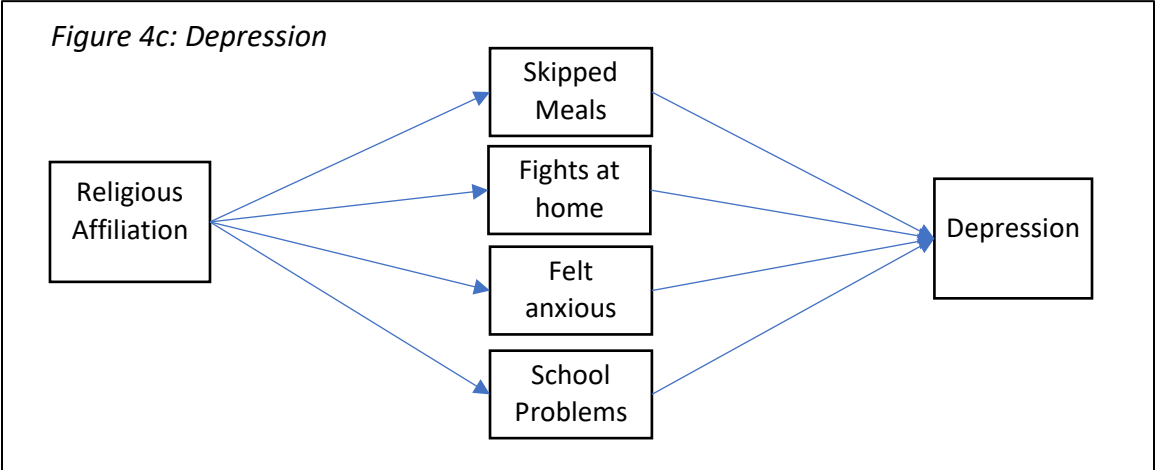 Figure 4c: Depression
Skipped
Meals
Fights at
home
Religious
Affiliation
Depression
Felt
anxious
School
Problems